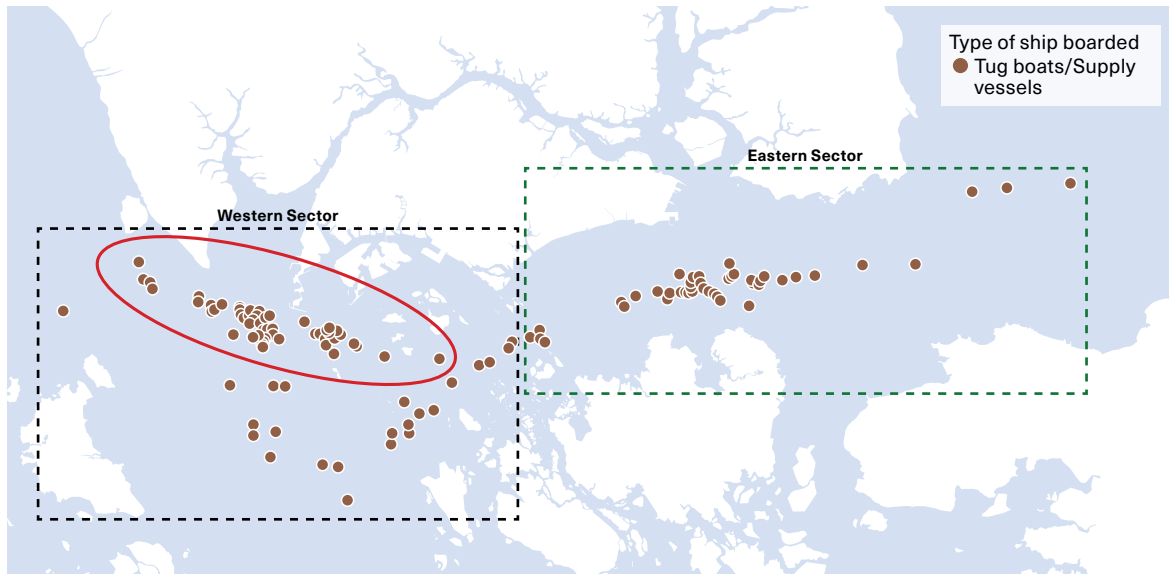 Type of ship boarded
Tug boats/Supply
vessels
Eastern Sector
Western Sector